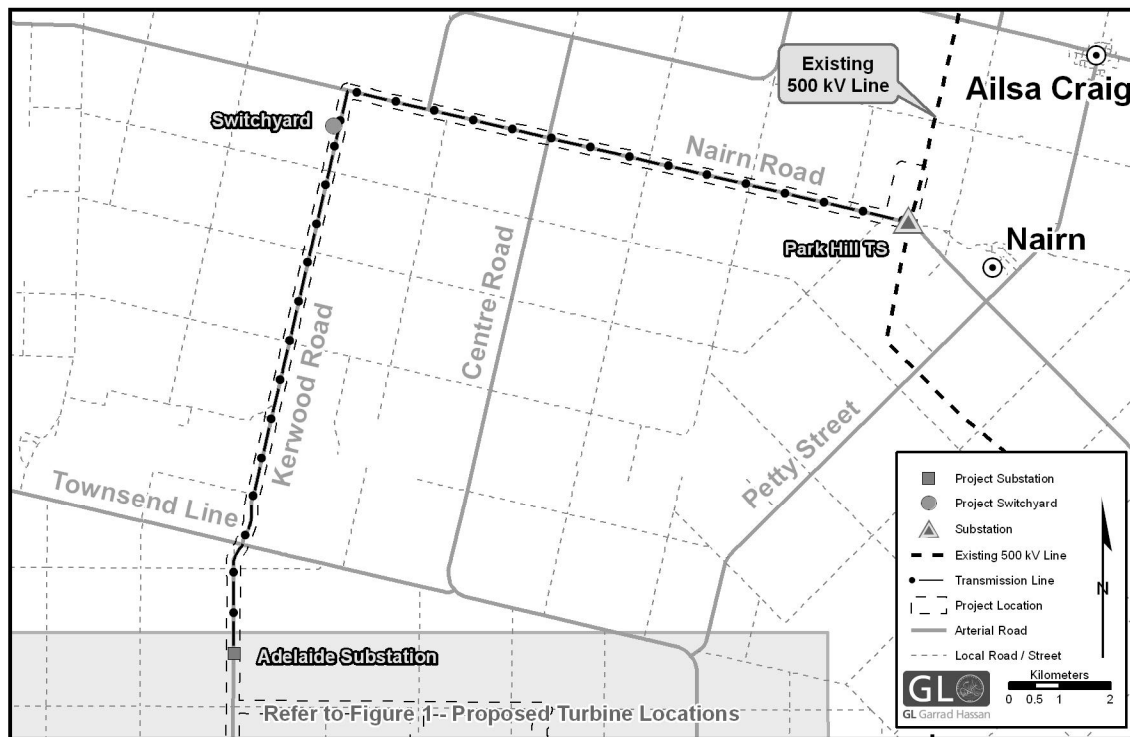 Existing
500 kV Line
Ailsa Craig
Switchyard
Nairn Road
Nairn
Park Hill TS
Centre Road
Kerwood Road
Petty Street
Townsend Line
Adelaide Substation
Refer to Figure 1-- Proposed Turbine Locations
Project Substation
Project Switchyard
Substation
Existing 500 kV Line
Transmission Line
Project Location
Arterial Road
Local Road / Street
N
Kilometers
0 0.5 1 2
GL
GL Garrad Hassan